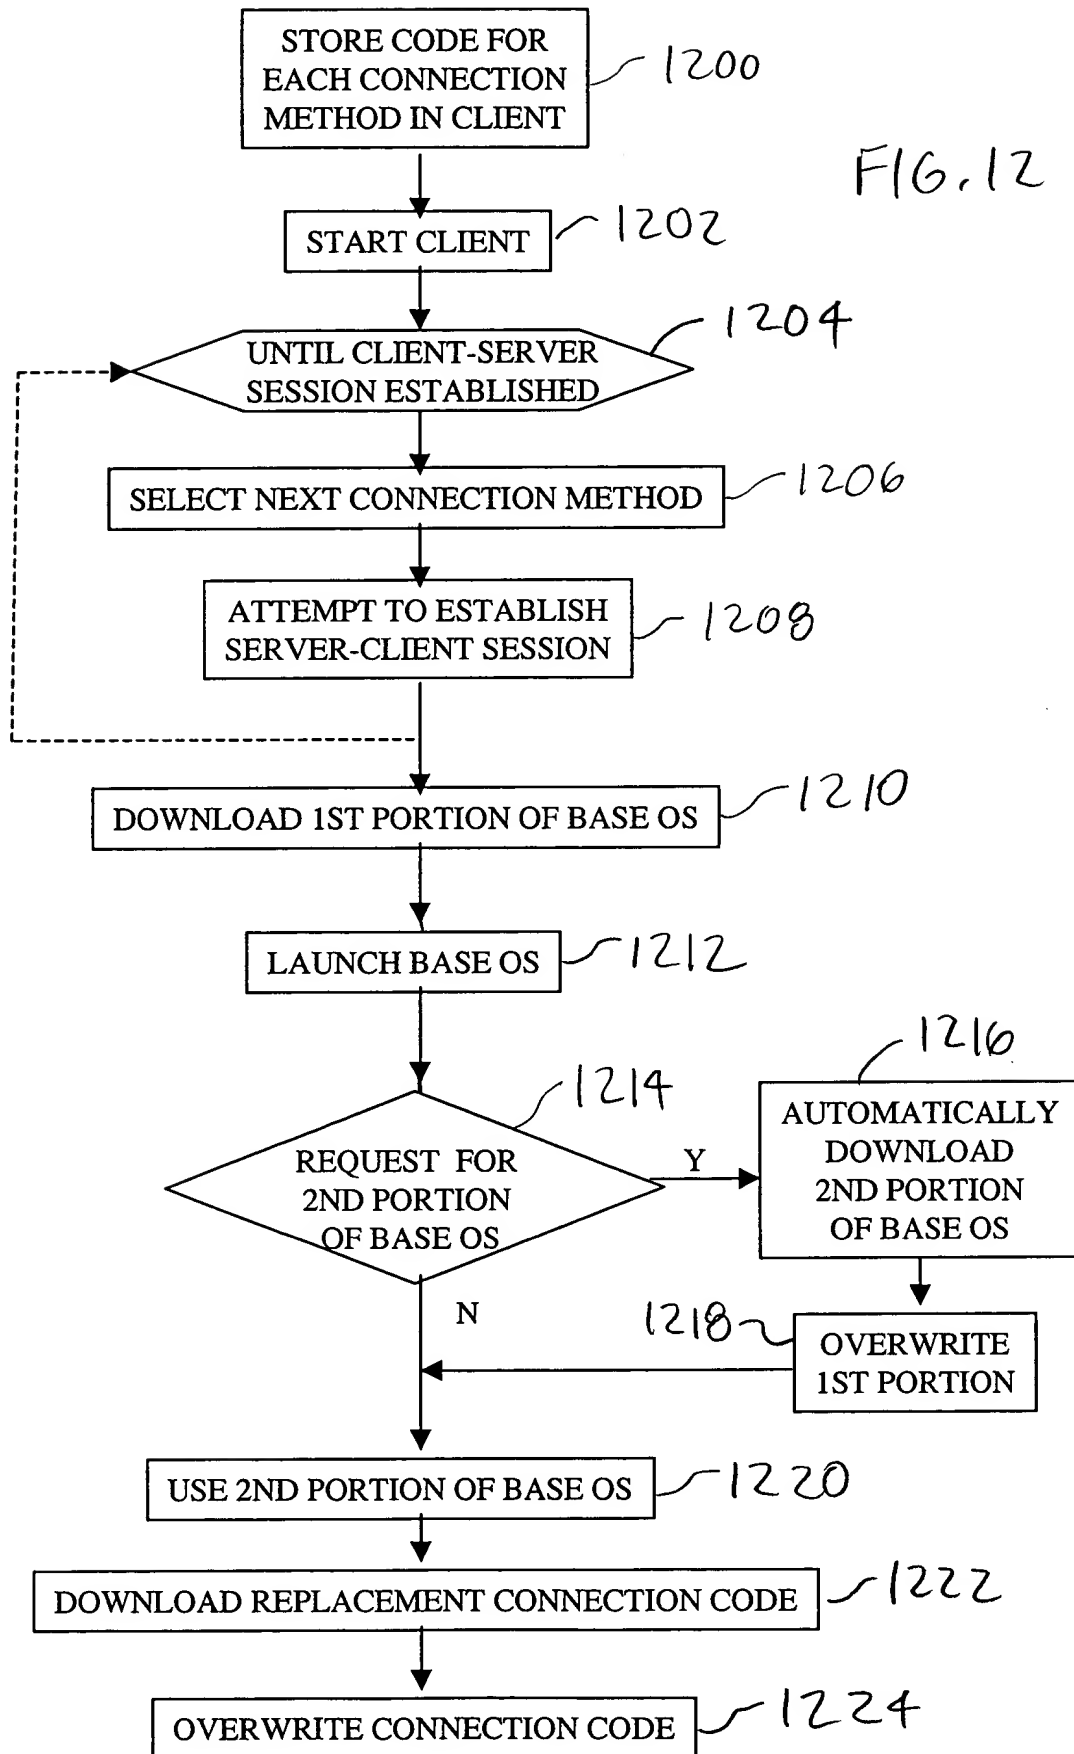 STORE CODE FOR
EACH CONNECTION
METHOD IN CLIENT
1200
FIG. 12
START CLIENT
1202
UNTIL CLIENT-SERVER
SESSION ESTABLISHED
1204
SELECT NEXT CONNECTION METHOD
1206
ATTEMPT TO ESTABLISH
SERVER-CLIENT SESSION
1208
DOWNLOAD 1ST PORTION OF BASE OS
1210
LAUNCH BASE OS
1212
REQUEST FOR
2ND PORTION
OF BASE OS
1214
Y
N
1216
AUTOMATICALLY
DOWNLOAD
2ND PORTION
OF BASE OS
1218
OVERWRITE
1ST PORTION
USE 2ND PORTION OF BASE OS
1220
DOWNLOAD REPLACEMENT CONNECTION CODE
1222
OVERWRITE CONNECTION CODE
1224